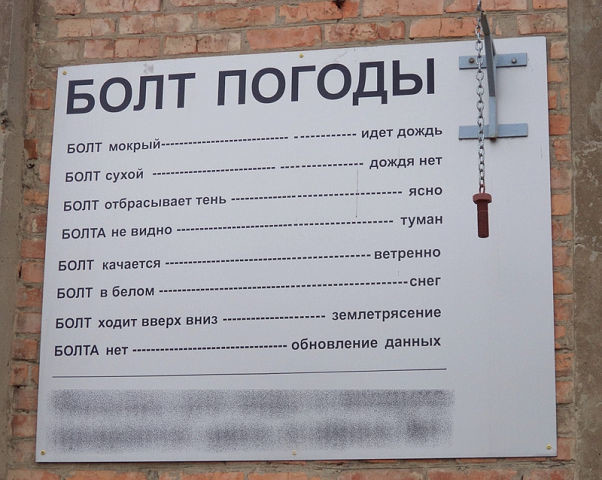 БОЛТ ПОГОДЫ
БОЛТ мокрый------------------------ ------------ идет дождь
БОЛТ сухой ------------------------ ---------------- дождя нет
БОЛТ отбрасывает тень --------------------------------- ясно
БОЛТА не видно ----------------------------------------- туман
БОЛТ качается --------------------------------------- ветренно
БОЛТ в белом ----------------------------------------------снег
БОЛТ ходит вверх вниз -------------------- землетрясение
БОЛТА нет ----------------------------- обновление данных